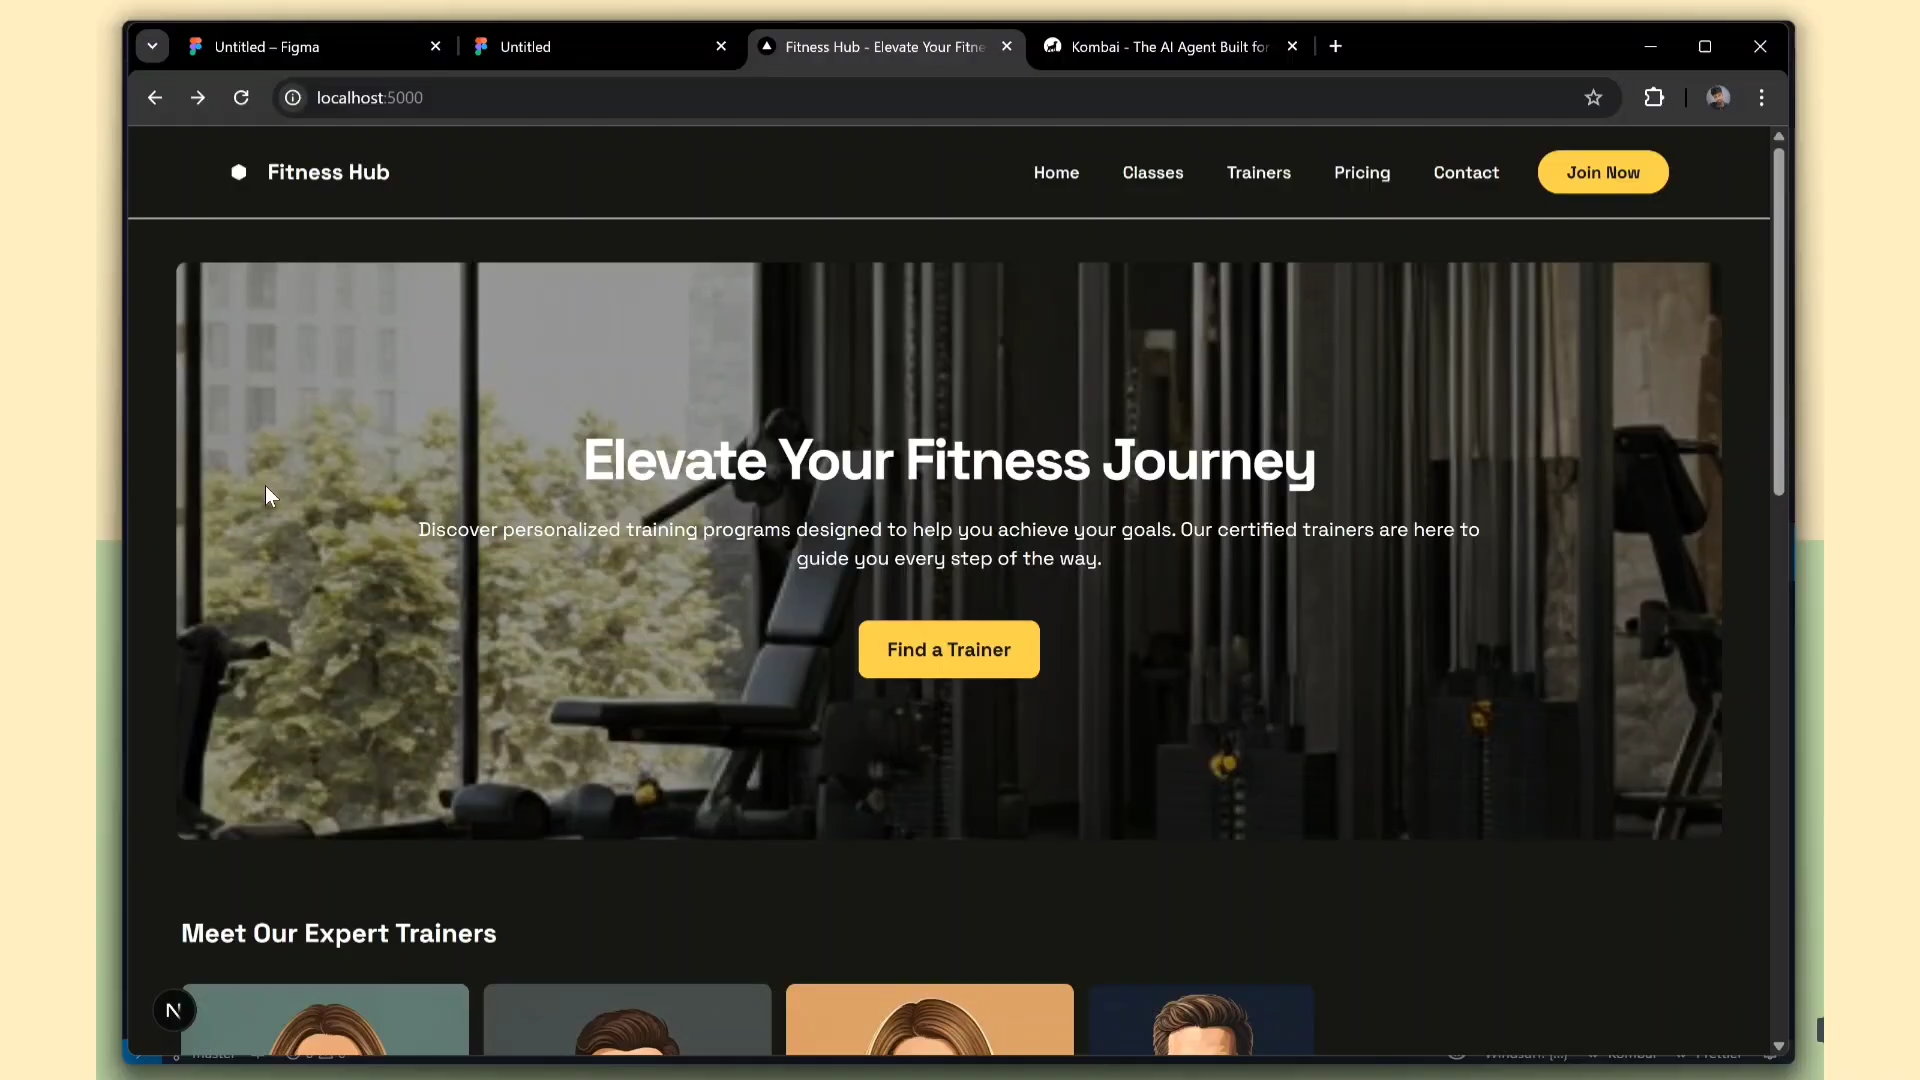 Untitled – Figma
Untitled
Fitness Hub - Elevate Your Fitne
Kombai - The AI Agent Built for
localhost:5000
Fitness Hub
Home
Classes
Trainers
Pricing
Contact
Join Now
Elevate Your Fitness Journey
Discover personalized training programs designed to help you achieve your goals. Our certified trainers are here to
guide you every step of the way.
Find a Trainer
Meet Our Expert Trainers
N